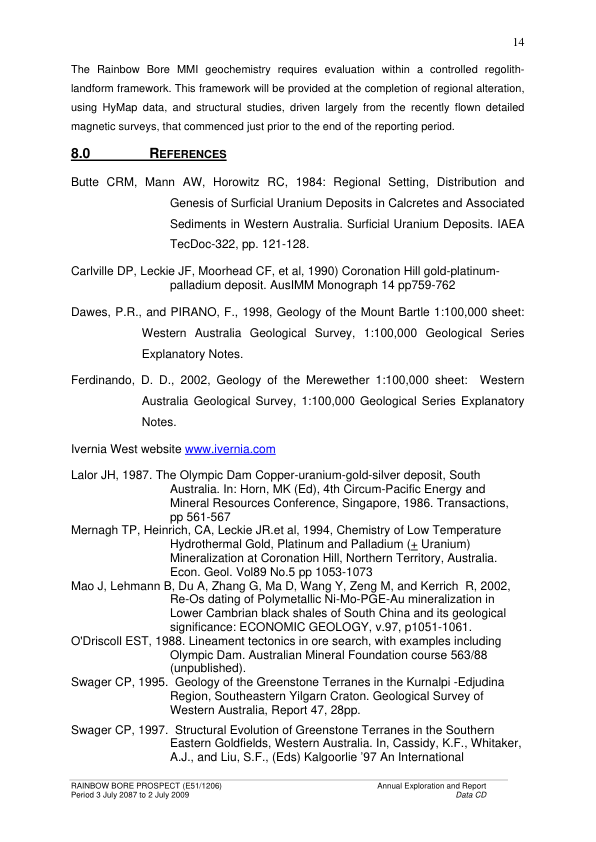 14
The Rainbow Bore MMI geochemistry requires evaluation within a controlled regolith-
landform framework. This framework will be provided at the completion of regional alteration,
using HyMap data, and structural studies, driven largely from the recently flown detailed
magnetic surveys, that commenced just prior to the end of the reporting period.
8.0 REFERENCES
Butte CRM, Mann AW, Horowitz RC, 1984: Regional Setting, Distribution and
Genesis of Surficial Uranium Deposits in Calcretes and Associated
Sediments in Western Australia. Surficial Uranium Deposits. IAEA
TecDoc-322, pp. 121-128.
Carlville DP, Leckie JF, Moorhead CF, et al, 1990) Coronation Hill gold-platinum-
palladium deposit. AusIMM Monograph 14 pp759-762
Dawes, P.R., and PIRANO, F., 1998, Geology of the Mount Bartle 1:100,000 sheet:
Western Australia Geological Survey, 1:100,000 Geological Series
Explanatory Notes.
Ferdinando, D. D., 2002, Geology of the Merewether 1:100,000 sheet: Western
Australia Geological Survey, 1:100,000 Geological Series Explanatory
Notes.
Ivernia West website www.ivernia.com
Lalor JH, 1987. The Olympic Dam Copper-uranium-gold-silver deposit, South
Australia. In: Horn, MK (Ed), 4th Circum-Pacific Energy and
Mineral Resources Conference, Singapore, 1986. Transactions,
pp 561-567
Mernagh TP, Heinrich, CA, Leckie JR.et al, 1994, Chemistry of Low Temperature
Hydrothermal Gold, Platinum and Palladium (± Uranium)
Mineralization at Coronation Hill, Northern Territory, Australia.
Econ. Geol. Vol89 No.5 pp 1053-1073
Mao J, Lehmann B, Du A, Zhang G, Ma D, Wang Y, Zeng M, and Kerrich R, 2002,
Re-Os dating of Polymetallic Ni-Mo-PGE-Au mineralization in
Lower Cambrian black shales of South China and its geological
significance: ECONOMIC GEOLOGY, v.97, p1051-1061.
O'Driscoll EST, 1988. Lineament tectonics in ore search, with examples including
Olympic Dam. Australian Mineral Foundation course 563/88
(unpublished).
Swager CP, 1995. Geology of the Greenstone Terranes in the Kurnalpi -Edjudina
Region, Southeastern Yilgarn Craton. Geological Survey of
Western Australia, Report 47, 28pp.
Swager CP, 1997. Structural Evolution of Greenstone Terranes in the Southern
Eastern Goldfields, Western Australia. In, Cassidy, K.F., Whitaker,
A.J., and Liu, S.F., (Eds) Kalgoorlie '97 An International
RAINBOW BORE PROSPECT (E51/1206) Annual Exploration and Report
Period 3 July 2087 to 2 July 2009 Data CD